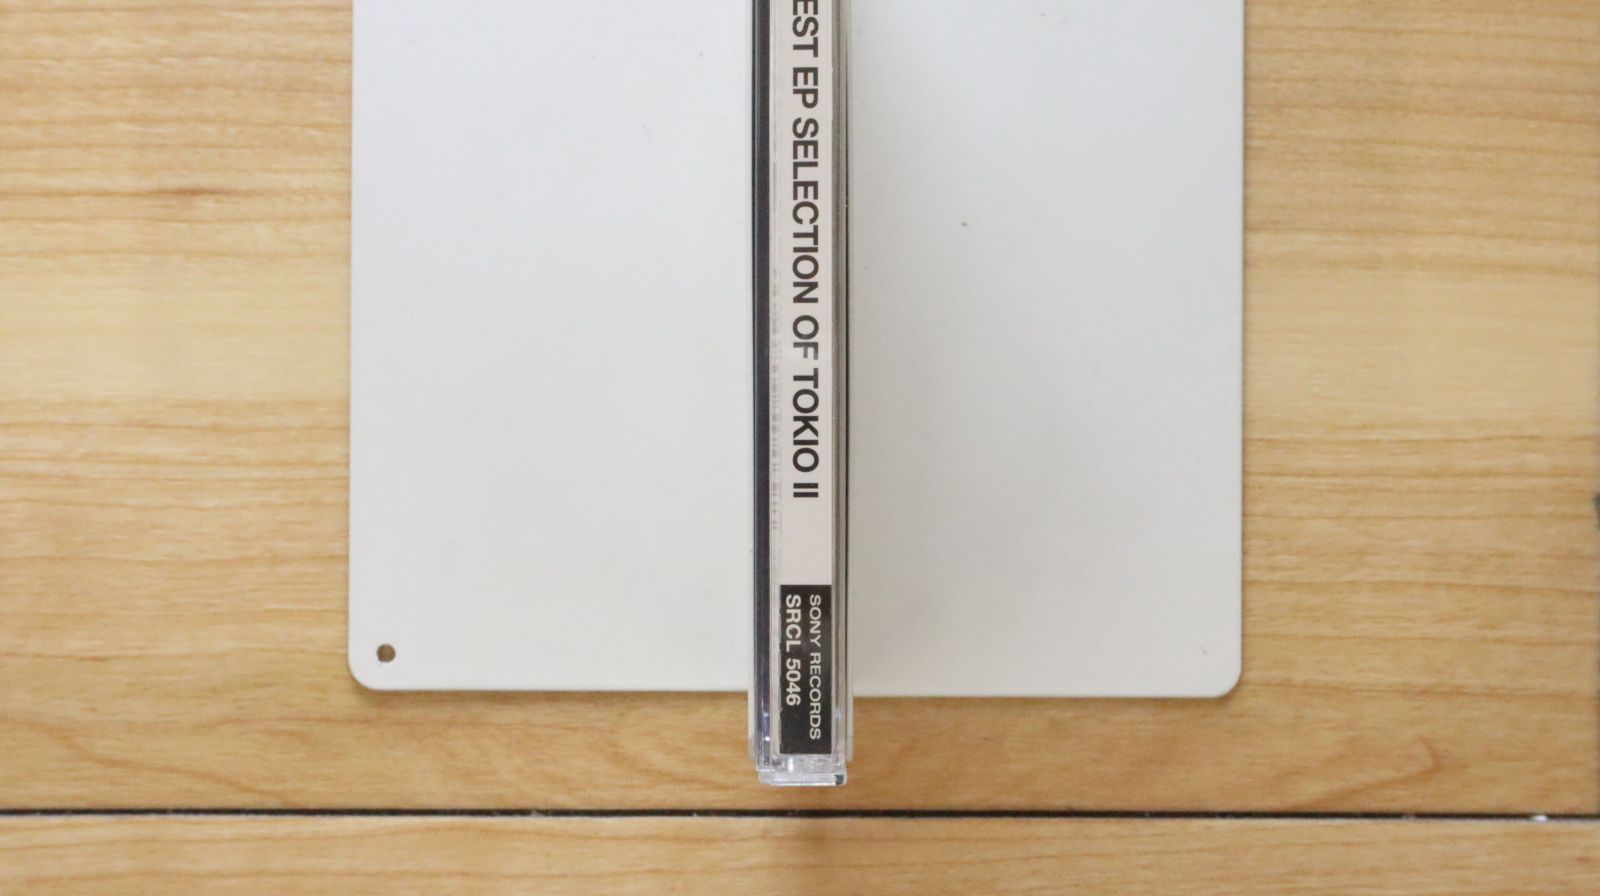 EST EP SELECTION OF TOKIO II
SONY RECORDS
SRCL 5046